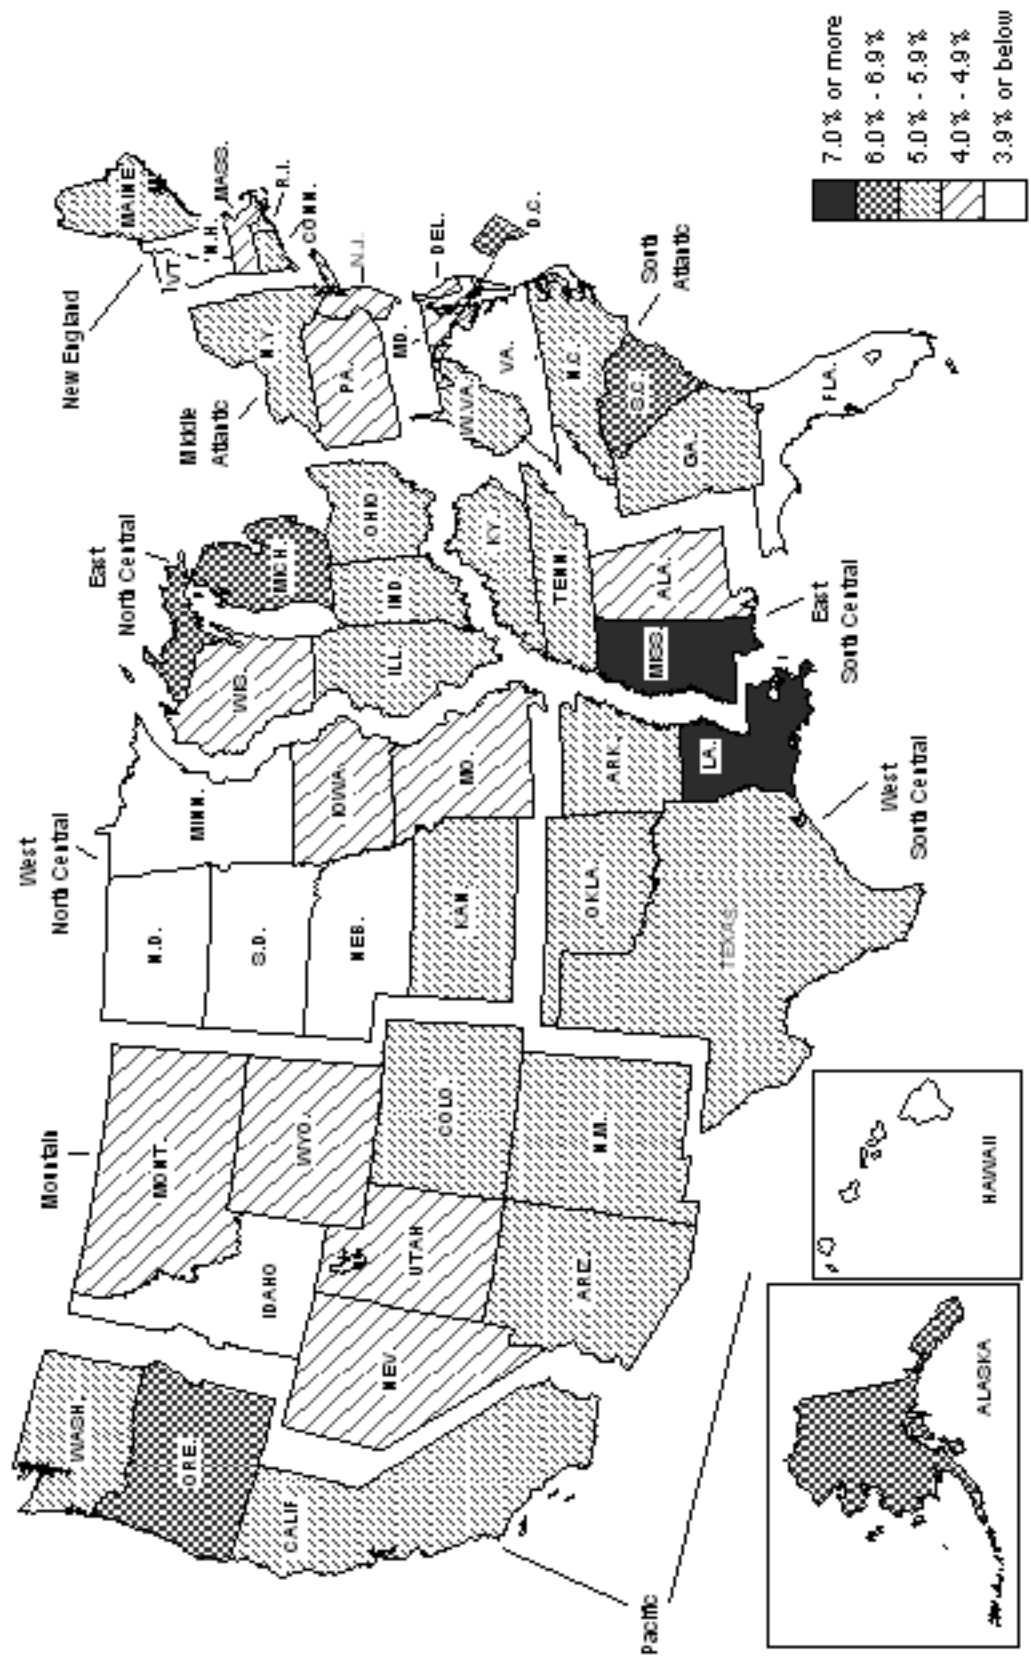 Pacific
Mountain
West
North Central
East
North Central
Middle
Atlantic
New England
South
Atlantic
East
South Central
West
South Central
WASH.
ORE.
CALIF
NEV.
IDAHO
MONT.
WYO.
UTAH
ARIZ.
COLO
N.M.
N.D.
S.D.
NEB.
KAN
OKLA
TEXAS
MINN.
IOWA
MO.
ARK.
LA.
WIS.
MICH.
ILL
IND
OHIO
KY.
TENN
MISS.
ALA.
N.Y.
PA.
N.J.
MAINE
VT.
N.H.
MASS.
R.I.
CONN.
DEL.
D.C.
MD.
W.VA.
VA.
N.C.
S.C.
GA.
FLA.
ALASKA
HAWAII
7.0% or more
6.0% - 6.9%
5.0% - 5.9%
4.0% - 4.9%
3.9% or below